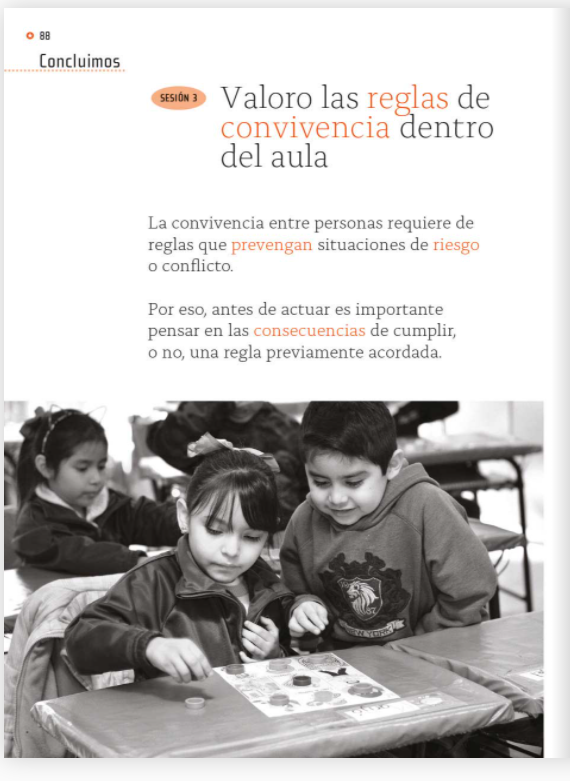 88
Concluimos
SESIÓN 3
Valoro las reglas de
convivencia dentro
del aula
La convivencia entre personas requiere de
reglas que prevengan situaciones de riesgo
o conflicto.
Por eso, antes de actuar es importante
pensar en las consecuencias de cumplir,
o no, una regla previamente acordada.